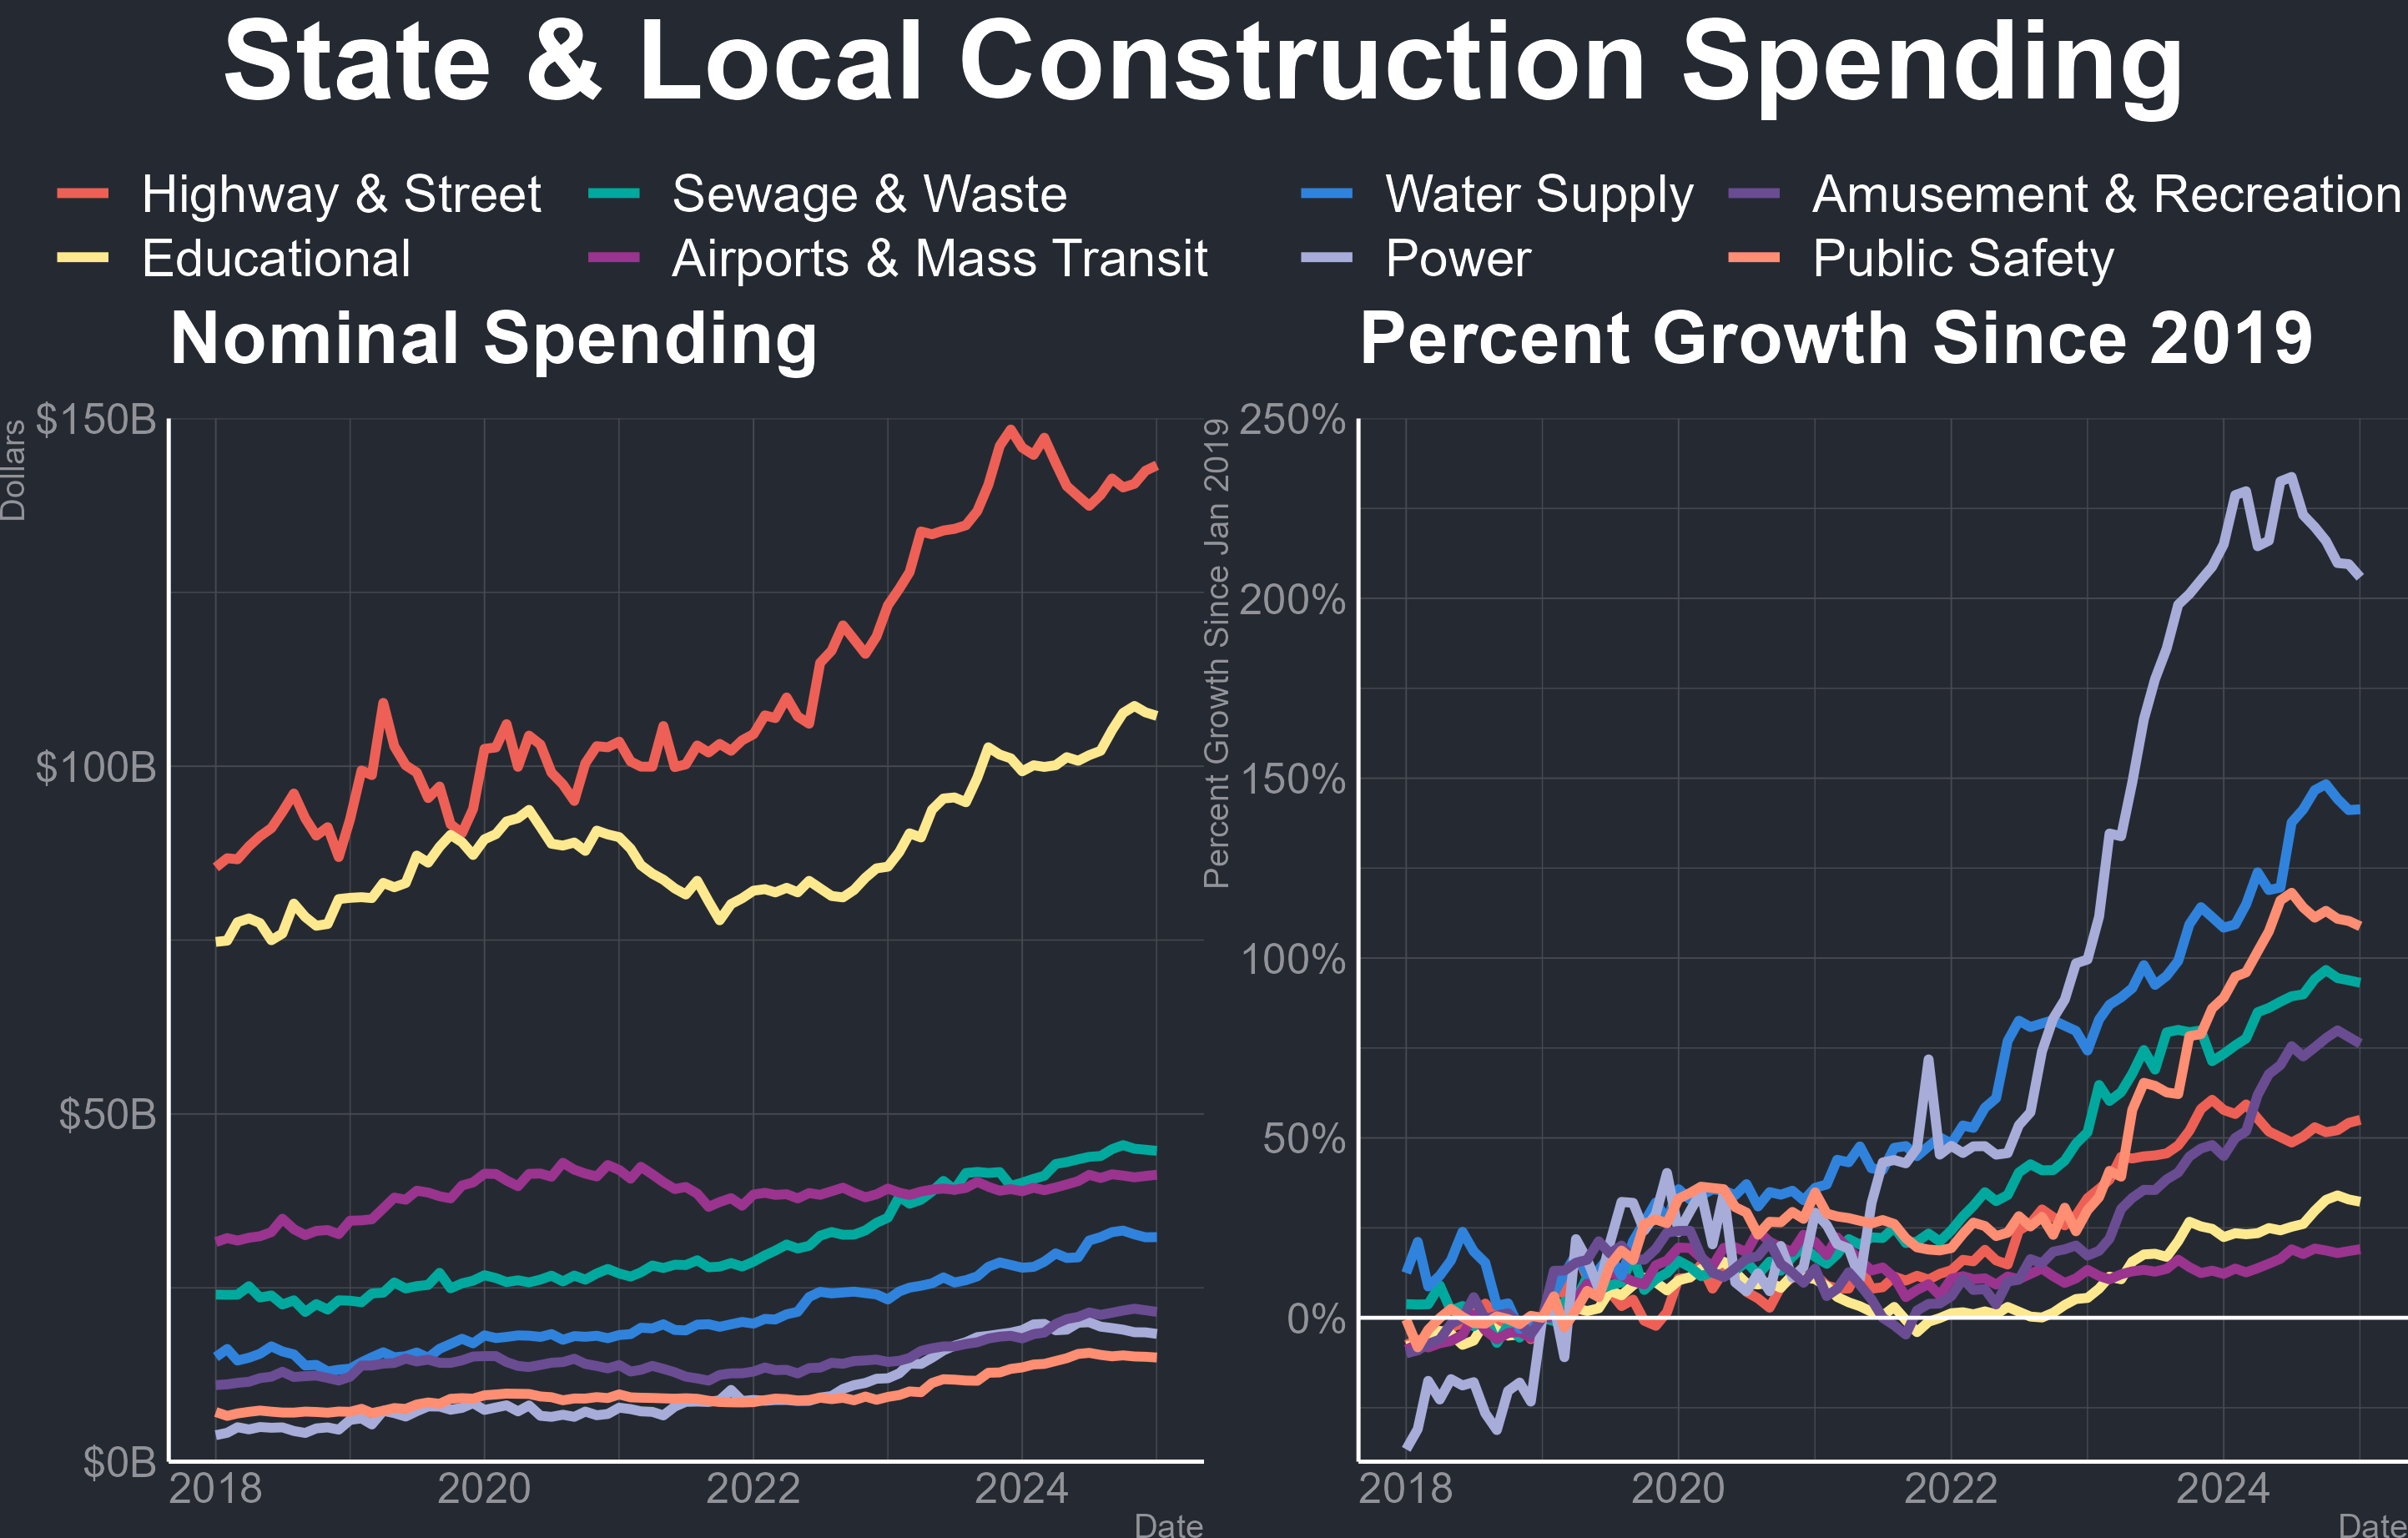 State & Local Construction Spending
Highway & Street
Sewage & Waste
Water Supply
Amusement & Recreation
Educational
Airports & Mass Transit
Power
Public Safety
Nominal Spending
Dollars
$150B
$100B
$50B
$0B
2018
2020
2022
2024
Date
Percent Growth Since 2019
Percent Growth Since Jan 2019
250%
200%
150%
100%
50%
0%
2018
2020
2022
2024
Date